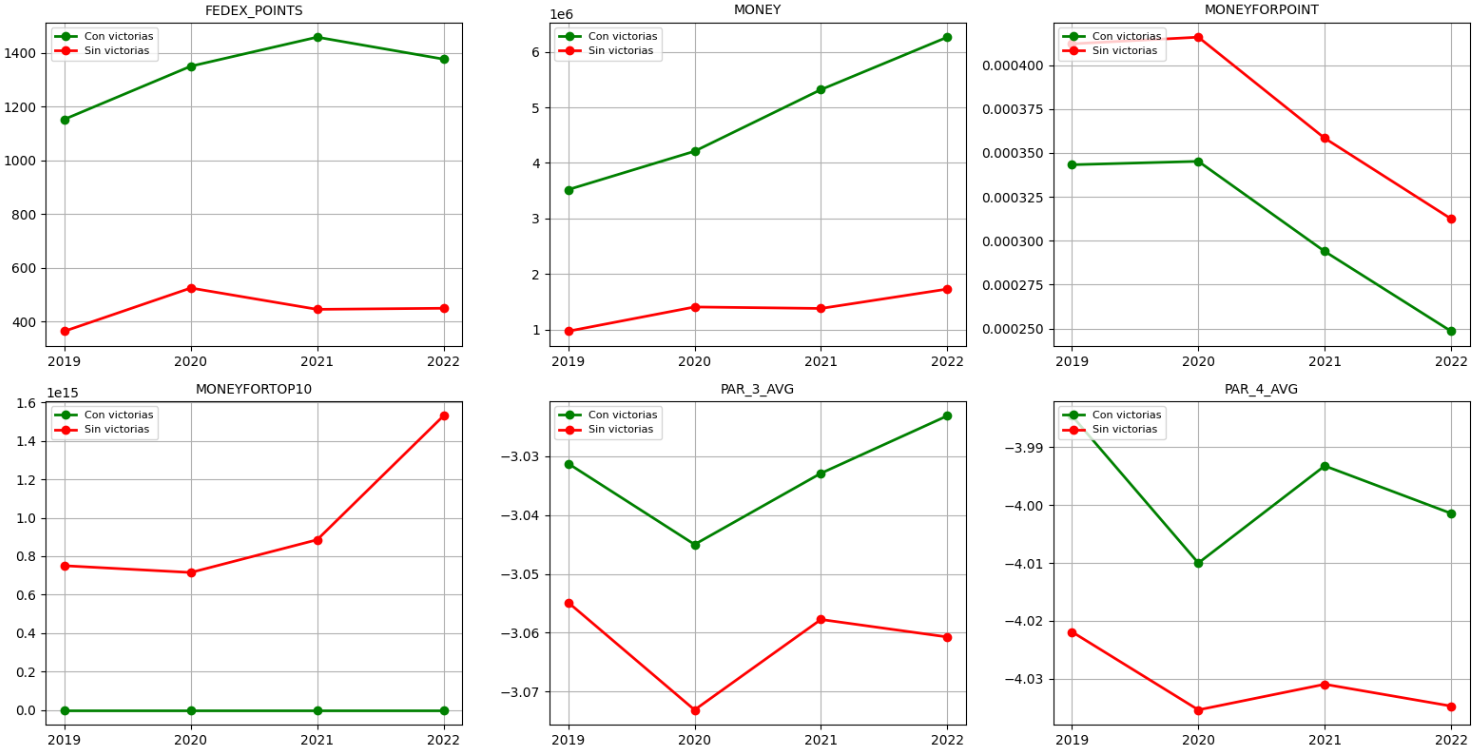 FEDEX_POINTS
Con victorias
Sin victorias
1400
1200
1000
800
600
400
2019 2020 2021 2022
MONEY
1e6
Con victorias
Sin victorias
6
5
4
3
2
1
2019 2020 2021 2022
MONEYFORPOINT
Con victorias
Sin victorias
0.000400
0.000375
0.000350
0.000325
0.000300
0.000275
0.000250
2019 2020 2021 2022
MONEYFORTOP10
1e15
Con victorias
Sin victorias
1.6
1.4
1.2
1.0
0.8
0.6
0.4
0.2
0.0
2019 2020 2021 2022
PAR_3_AVG
Con victorias
Sin victorias
−3.03
−3.04
−3.05
−3.06
−3.07
2019 2020 2021 2022
PAR_4_AVG
Con victorias
Sin victorias
−3.99
−4.00
−4.01
−4.02
−4.03
2019 2020 2021 2022